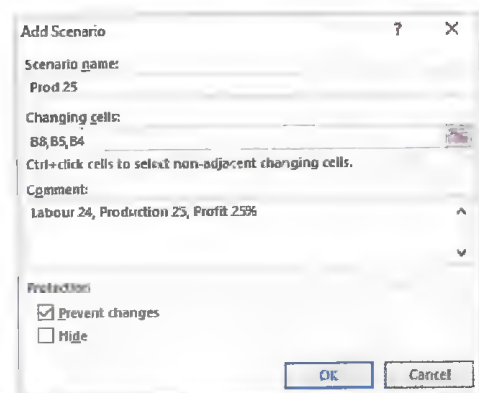 Add Scenario ? ×
Scenario name:
Prod 25
Changing cells:
B8,B5,B4
Ctrl+click cells to select non-adjacent changing cells.
Comment:
Labour 24, Production 25, Profit 25%
Protection
Prevent changes
Hide
OK Cancel